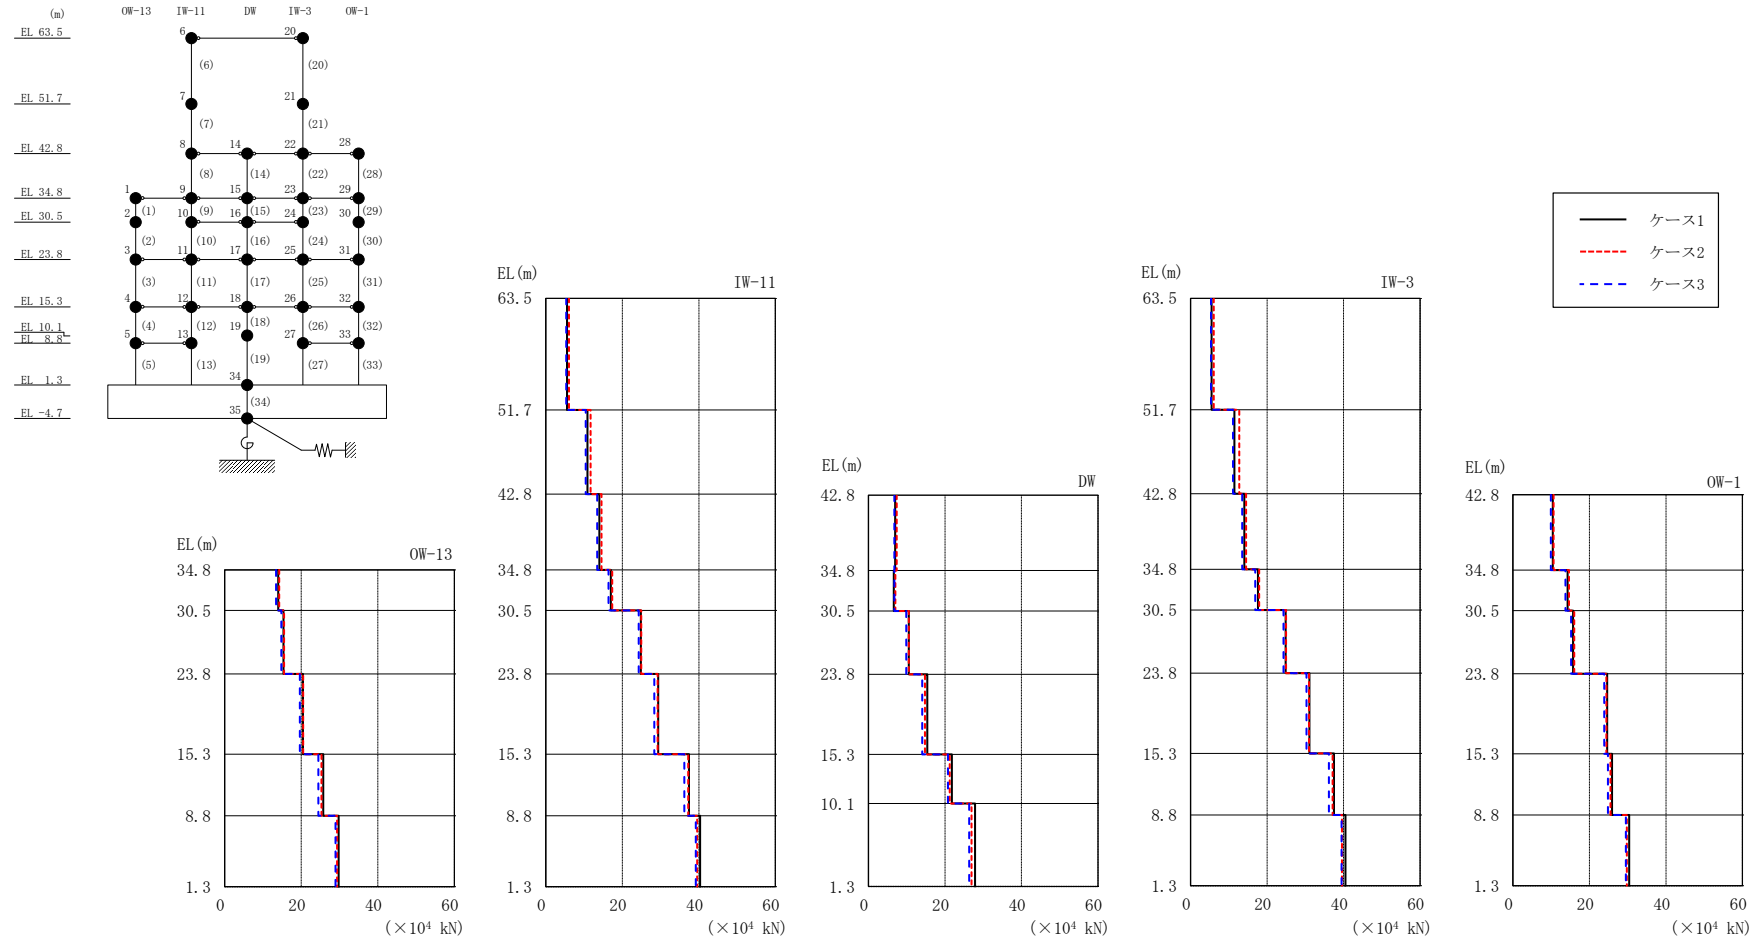 (m) OW-13 IW-11 DW IW-3 OW-1
EL 63.5 6 20
(6) (20)
EL 51.7 7 21
(7) (21)
EL 42.8 8 14 22 28
(8) (14) (22) (28)
EL 34.8 1 9 15 23 29
(1) (9) (15) (23) (29)
EL 30.5 2 10 16 24 30
(2) (10) (16) (24) (30)
EL 23.8 3 11 17 25 31
(3) (11) (17) (25) (31)
EL 15.3 4 12 18 26 32
(4) (12) (18) (26) (32)
EL 10.1 19
EL 8.8 5 13 27 33
(5) (13) (19) (27) (33)
EL 1.3 34
(34)
EL -4.7 35
ケース1
ケース2
ケース3
EL(m) OW-13
34.8
30.5
23.8
15.3
8.8
1.3
0 20 40 60
(×10⁴ kN)
EL(m) IW-11
63.5
51.7
42.8
34.8
30.5
23.8
15.3
8.8
1.3
0 20 40 60
(×10⁴ kN)
EL(m) DW
42.8
34.8
30.5
23.8
15.3
10.1
1.3
0 20 40 60
(×10⁴ kN)
EL(m) IW-3
63.5
51.7
42.8
34.8
30.5
23.8
15.3
8.8
1.3
0 20 40 60
(×10⁴ kN)
EL(m) OW-1
42.8
34.8
30.5
23.8
15.3
8.8
1.3
0 20 40 60
(×10⁴ kN)